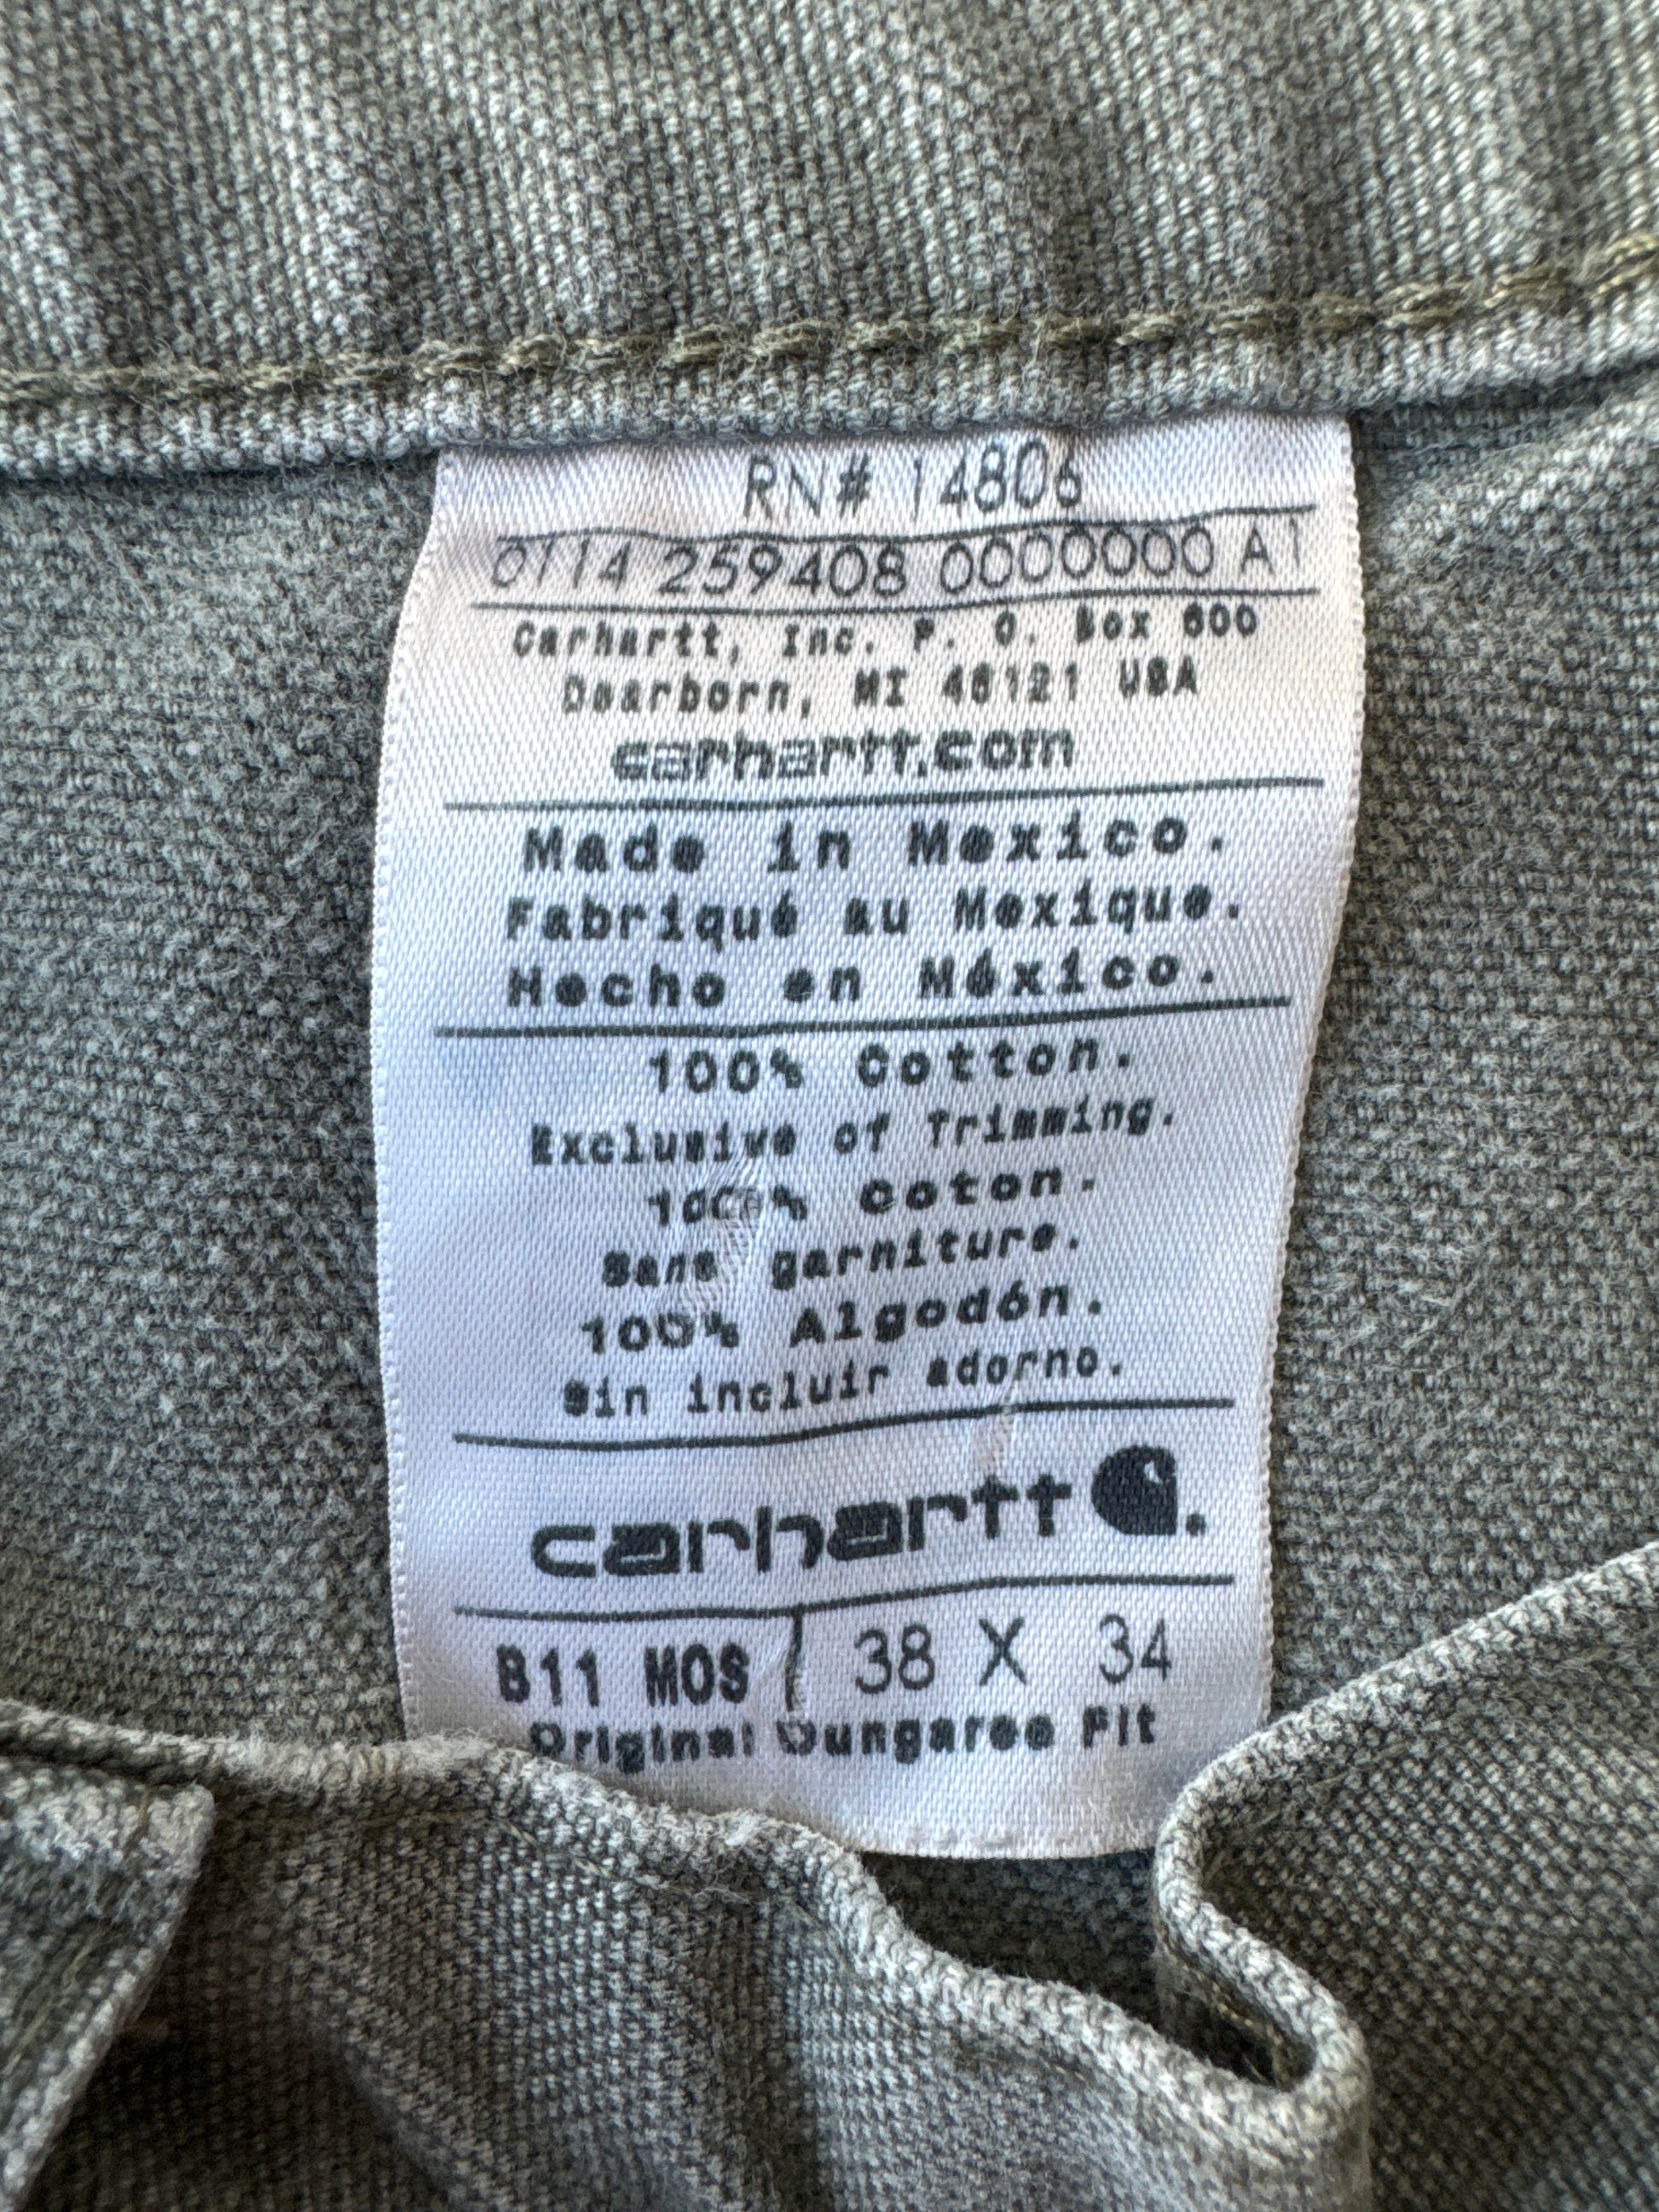 RN# 14806
0114 259408 0000000 A1
Carhartt, Inc. P. O. Box 600
Dearborn, MI 48121 USA
carhartt.com
Made in Mexico.
Fabriqué au Mexique.
Hecho en México.
100% Cotton.
Exclusive of Trimming.
100% Coton.
Sans garniture.
100% Algodón.
Sin incluir adorno.
carhartt
B11 MOS 38 X 34
Original Dungaree Fit